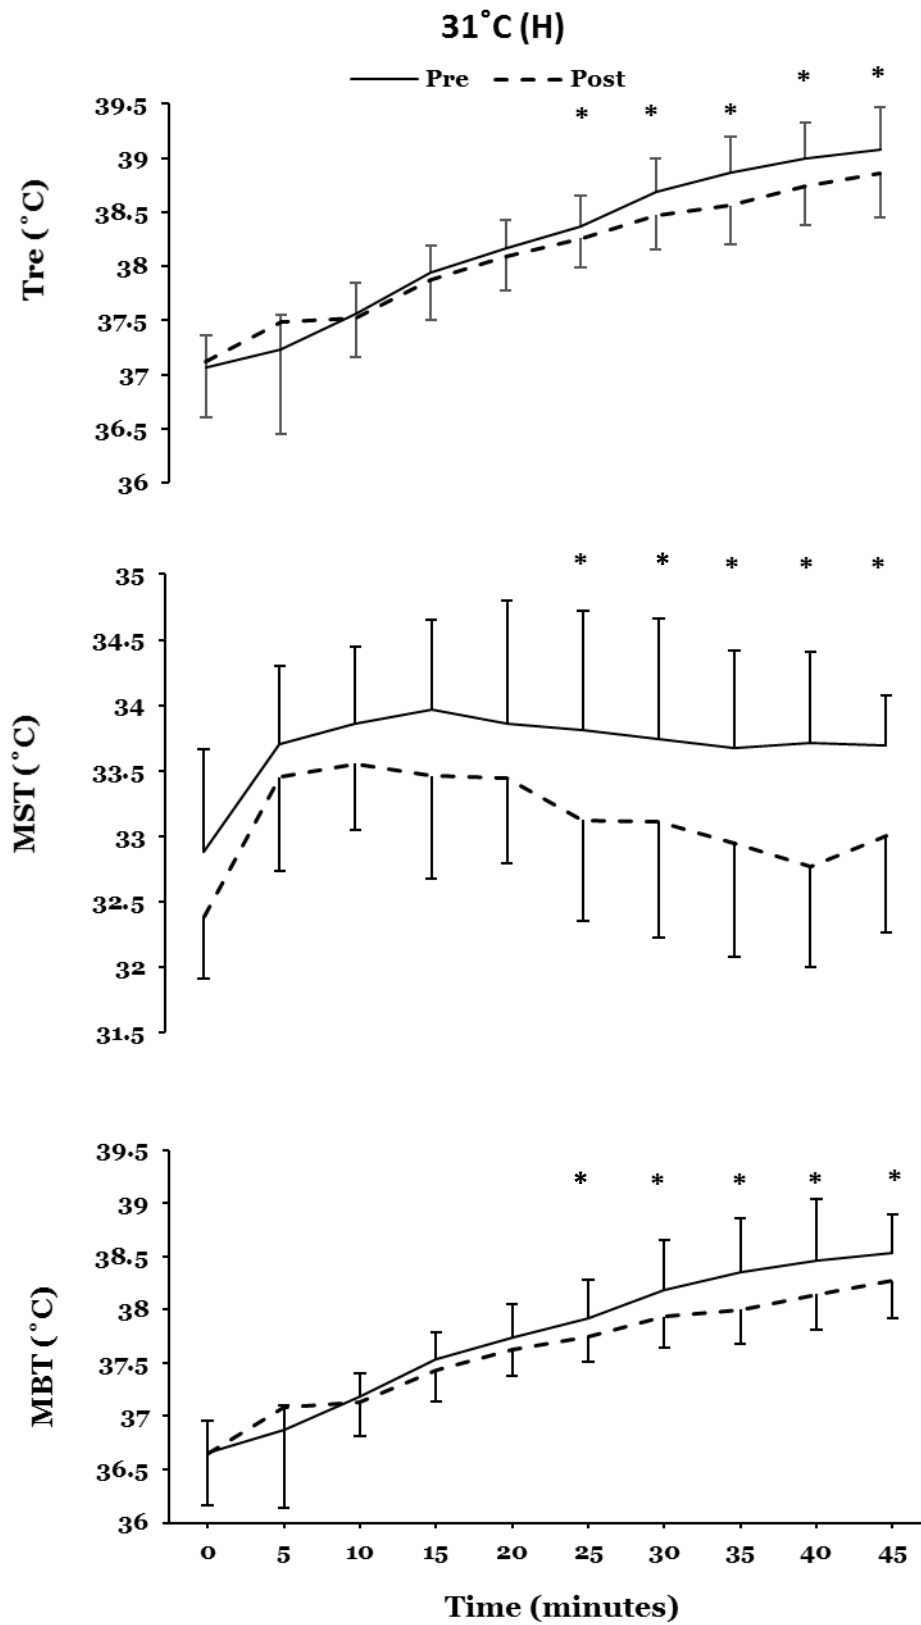 31˚C (H)
Pre Post
* * * * *
Tre (˚C)
39.5
39
38.5
38
37.5
37
36.5
36
* * * * *
MST (˚C)
35
34.5
34
33.5
33
32.5
32
31.5
* * * * *
MBT (˚C)
39.5
39
38.5
38
37.5
37
36.5
36
0 5 10 15 20 25 30 35 40 45
Time (minutes)